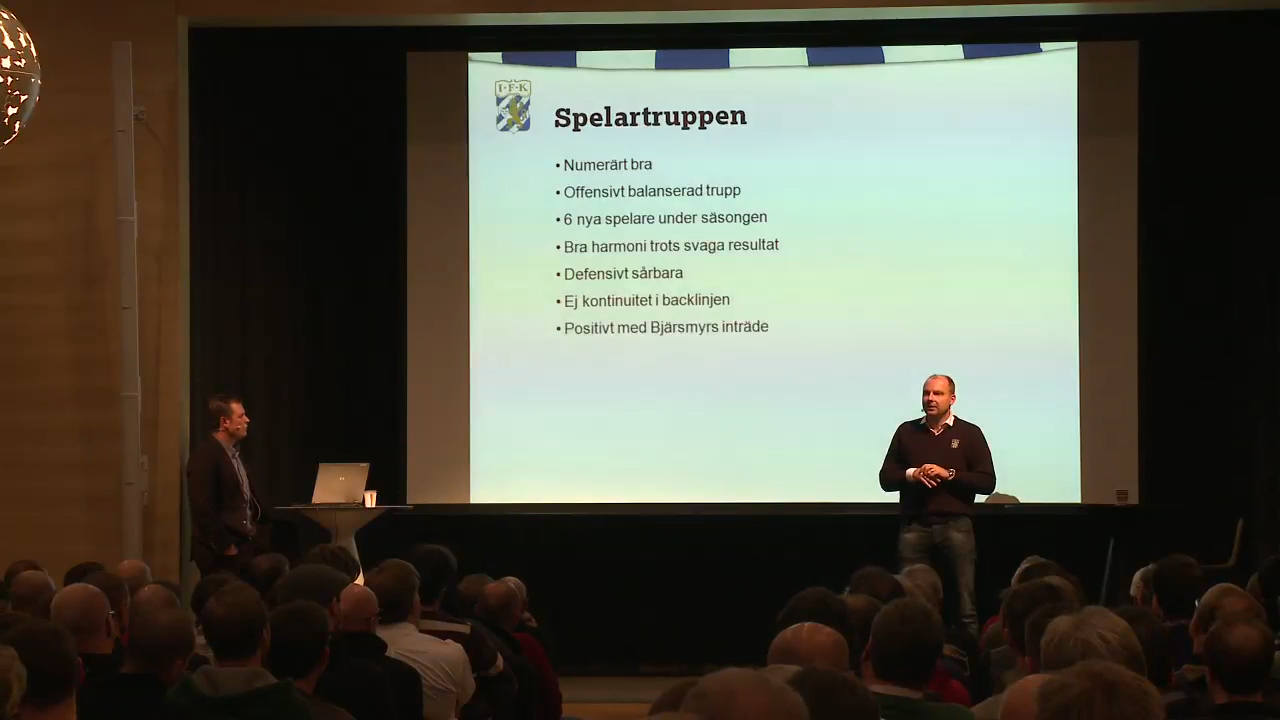 I·F·K
Spelartruppen
• Numerärt bra
• Offensivt balanserad trupp
• 6 nya spelare under säsongen
• Bra harmoni trots svaga resultat
• Defensivt sårbara
• Ej kontinuitet i backlinjen
• Positivt med Bjärsmyrs inträde